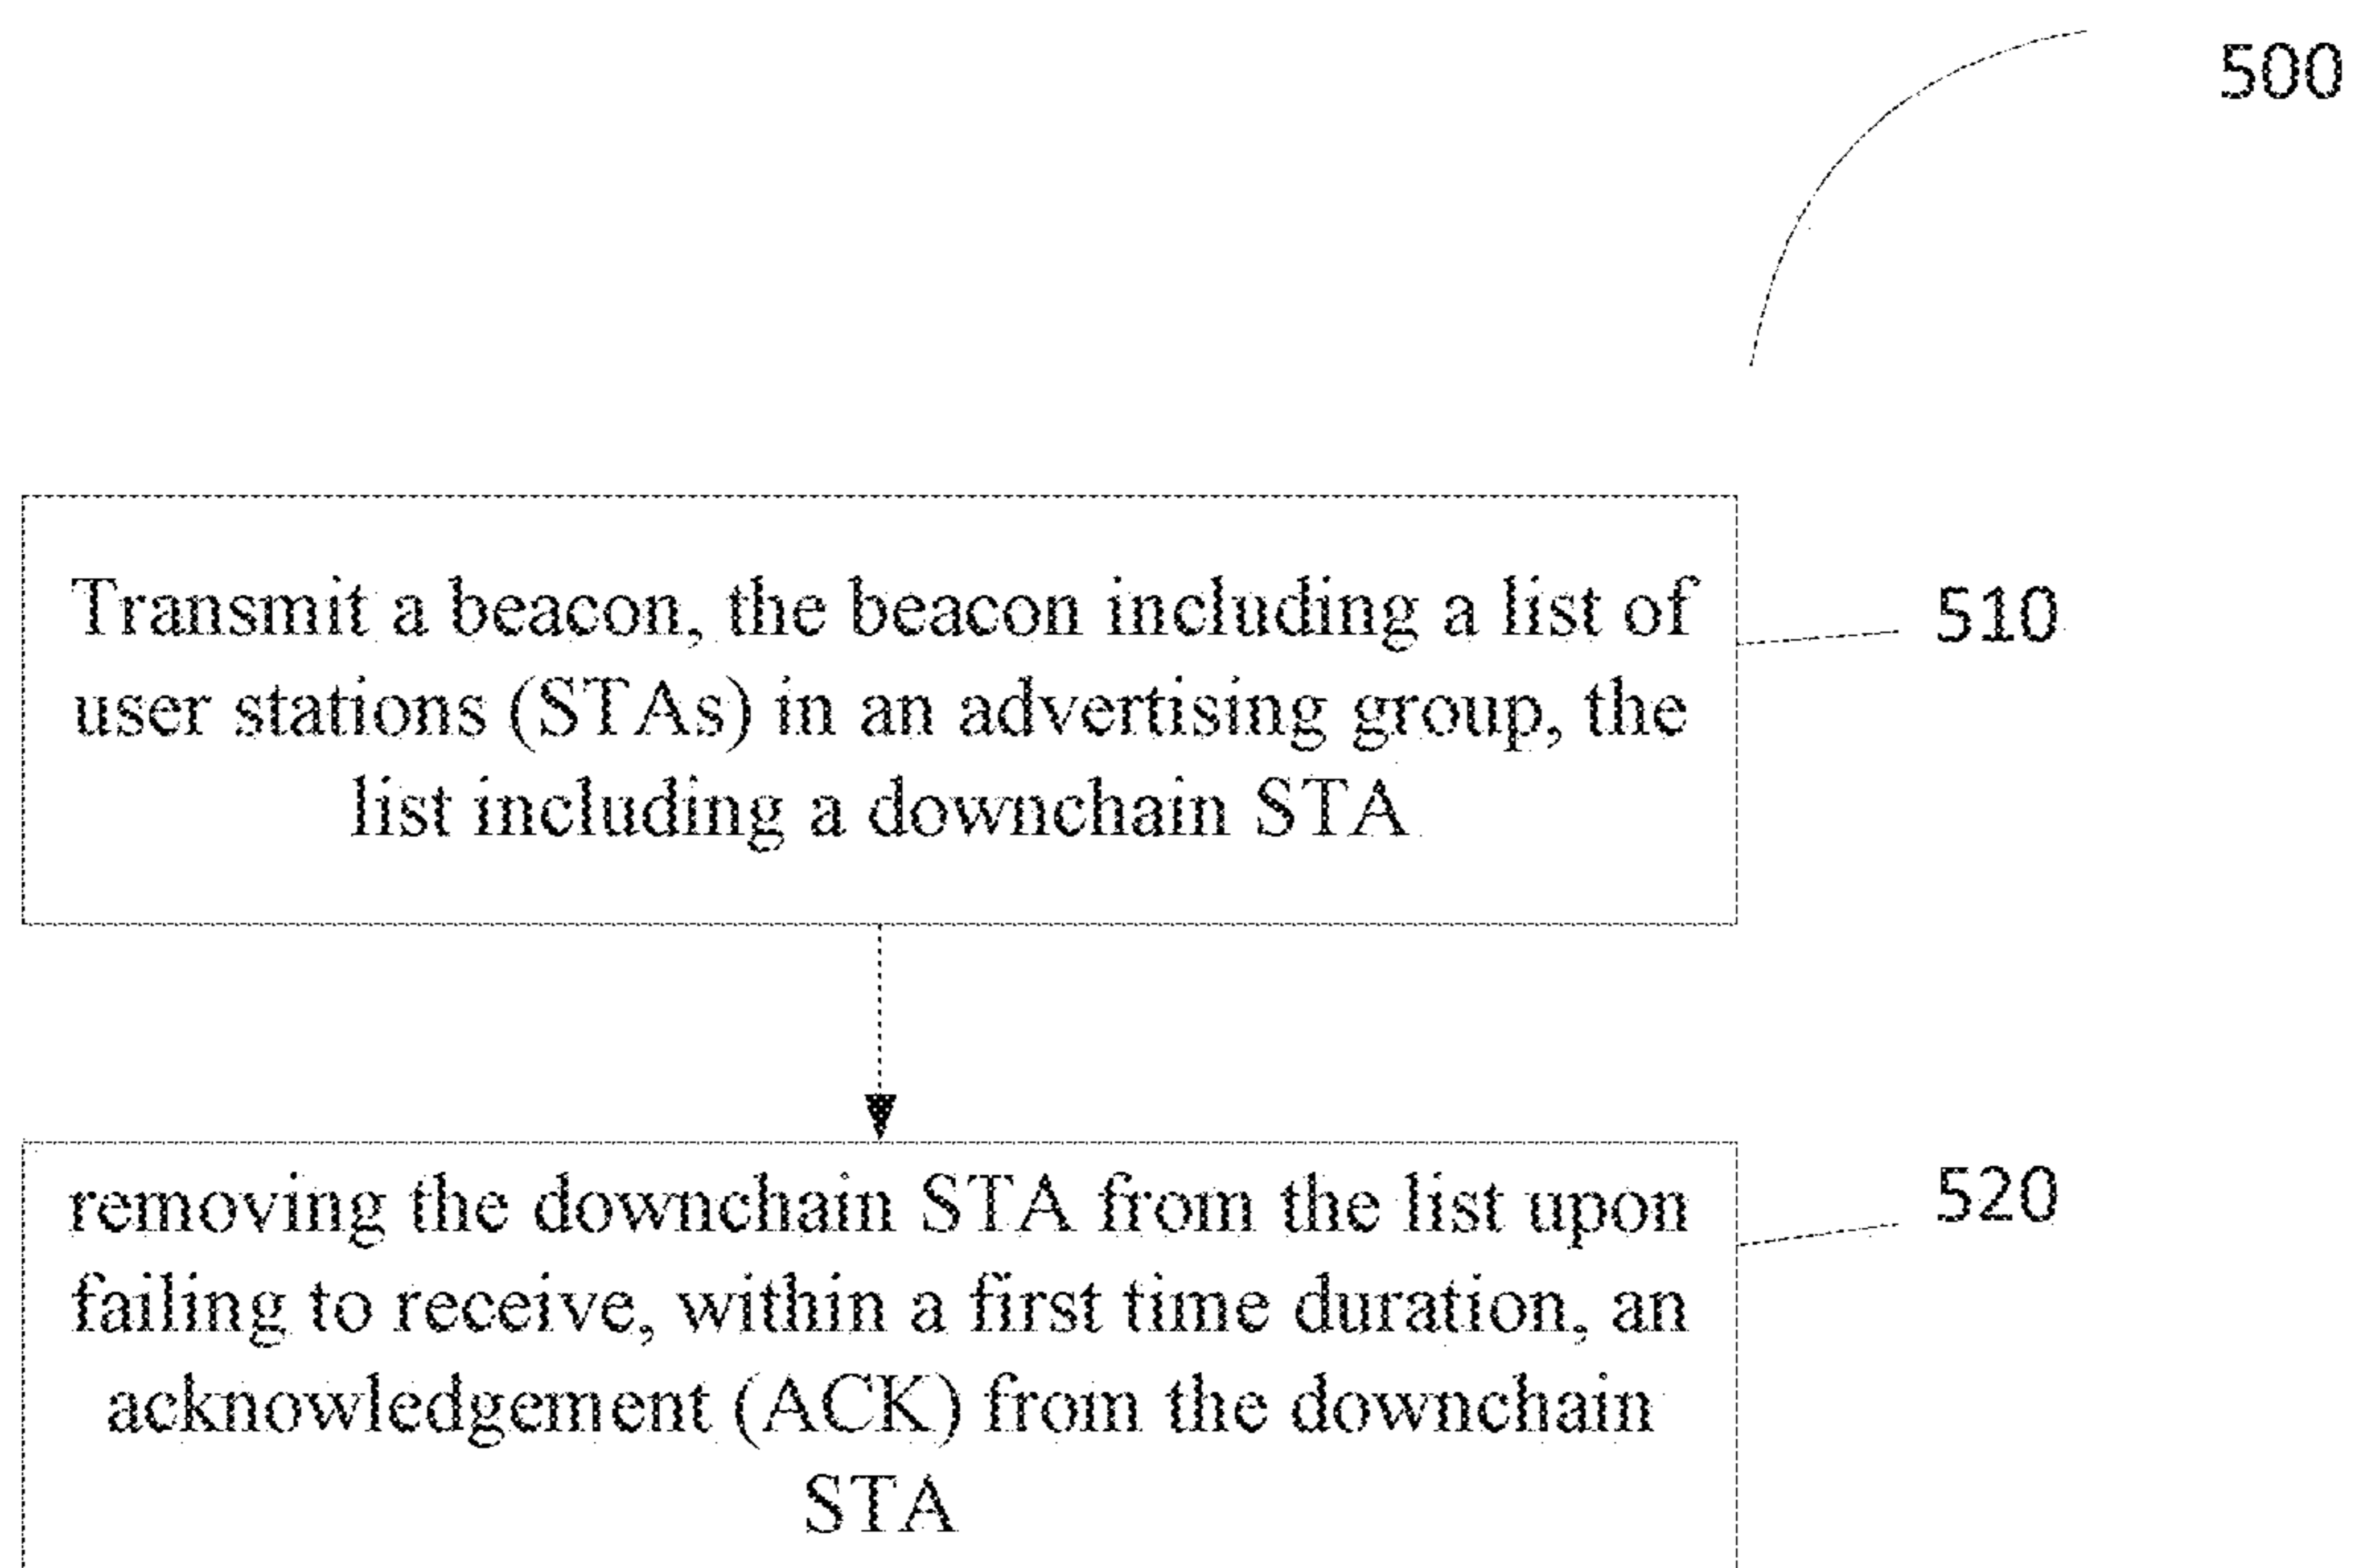 500
Transmit a beacon, the beacon including a list of
user stations (STAs) in an advertising group, the
list including a downchain STA
510
removing the downchain STA from the list upon
failing to receive, within a first time duration, an
acknowledgement (ACK) from the downchain
STA
520